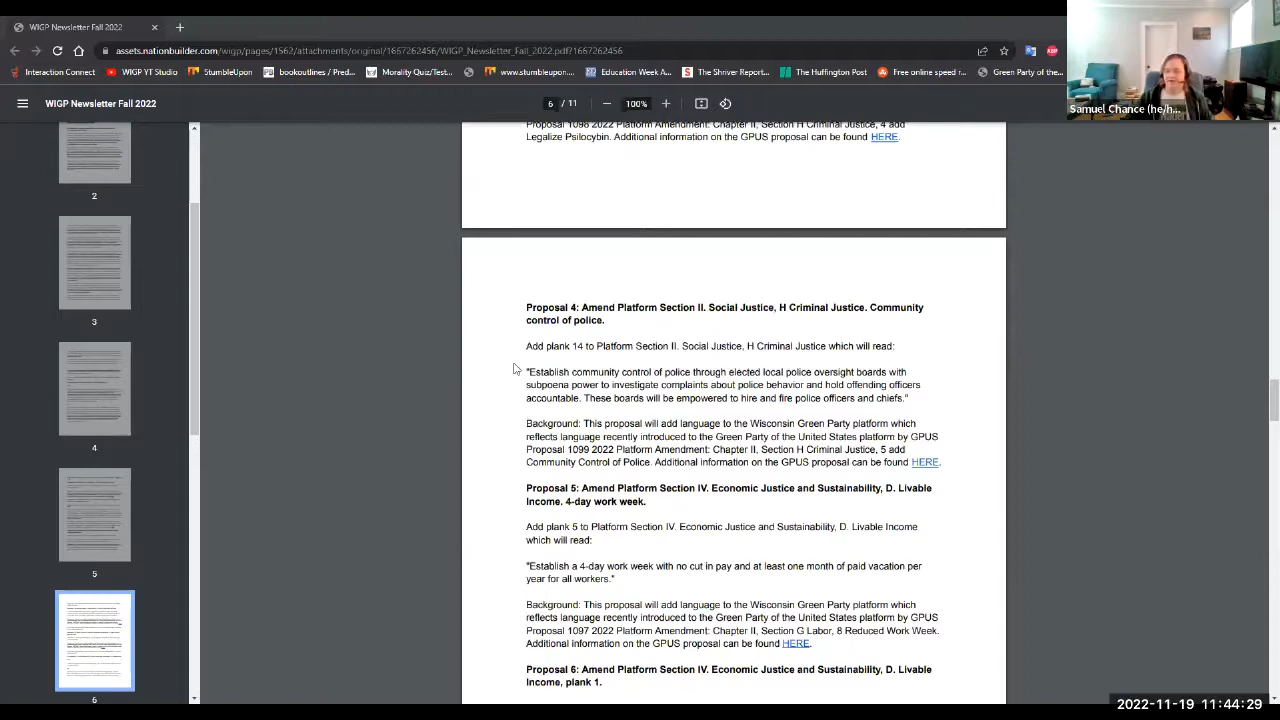 WIGP Newsletter Fall 2022
assets.nationbuilder.com/wigp/pages/1562/attachments/original/1667262456/WIGP_Newsletter_Fall_2022.pdf?1667262456
Interaction Connect
WIGP YT Studio
StumbleUpon
bookoutlines / Pred...
Morality Quiz/Test...
www.stumbleupon...
Education Week A...
The Shriver Report...
The Huffington Post
Free online speed r...
Green Party of the...
Samuel Chance (he/h...
WIGP Newsletter Fall 2022
6 / 11
100%
2
3
4
5
6
Proposal 1098 2022 Platform Amendment: Chapter II, Section H Criminal Justice, 4 add
Legalize Psilocybin. Additional information on the GPUS proposal can be found HERE.
Proposal 4: Amend Platform Section II. Social Justice, H Criminal Justice. Community
control of police.
Add plank 14 to Platform Section II. Social Justice, H Criminal Justice which will read:
"Establish community control of police through elected local police oversight boards with
subpoena power to investigate complaints about police behavior and hold offending officers
accountable. These boards will be empowered to hire and fire police officers and chiefs."
Background: This proposal will add language to the Wisconsin Green Party platform which
reflects language recently introduced to the Green Party of the United States platform by GPUS
Proposal 1099 2022 Platform Amendment: Chapter II, Section H Criminal Justice, 5 add
Community Control of Police. Additional information on the GPUS proposal can be found HERE.
Proposal 5: Amend Platform Section IV. Economic Justice and Sustainability, D. Livable
Income. 4-day work week.
Add plank 5 to Platform Section IV. Economic Justice and Sustainability, D. Livable Income
which will read:
"Establish a 4-day work week with no cut in pay and at least one month of paid vacation per
year for all workers."
Background: This proposal will add language to the Wisconsin Green Party platform which
reflects language recently introduced to the Green Party of the United States platform by GPUS
Proposal 1097 2022 Platform Amendment: Chapter II, Section G Labor, 8 Reduced Work Week.
Additional information on the GPUS proposal can be found HERE.
Proposal 6: Amend Platform Section IV. Economic Justice and Sustainability, D. Livable
Income, plank 1.
2022-11-19 11:44:29